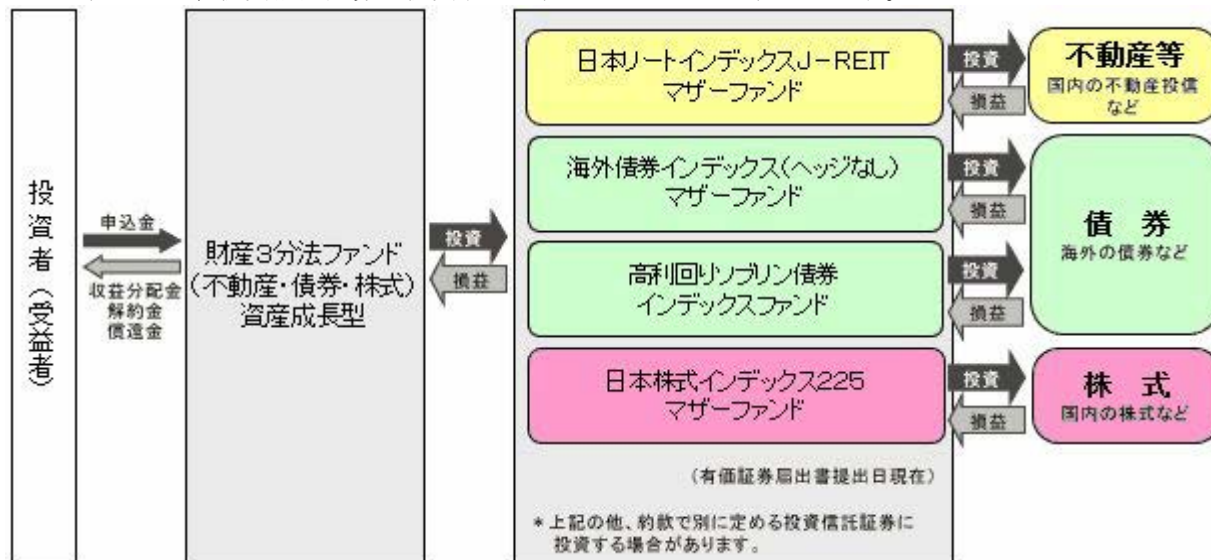 投資者（受益者）
申込金
収益分配金
解約金
償還金
財産3分法ファンド
（不動産・債券・株式）
資産成長型
投資
損益
日本リートインデックスJ－REIT
マザーファンド
投資
損益
不動産等
国内の不動産投信
など
海外債券インデックス（ヘッジなし）
マザーファンド
投資
損益
高利回りソブリン債券
インデックスファンド
投資
損益
債　券
海外の債券など
日本株式インデックス225
マザーファンド
投資
損益
株　式
国内の株式など
（有価証券届出書提出日現在）
＊上記の他、約款で別に定める投資信託証券に
投資する場合があります。